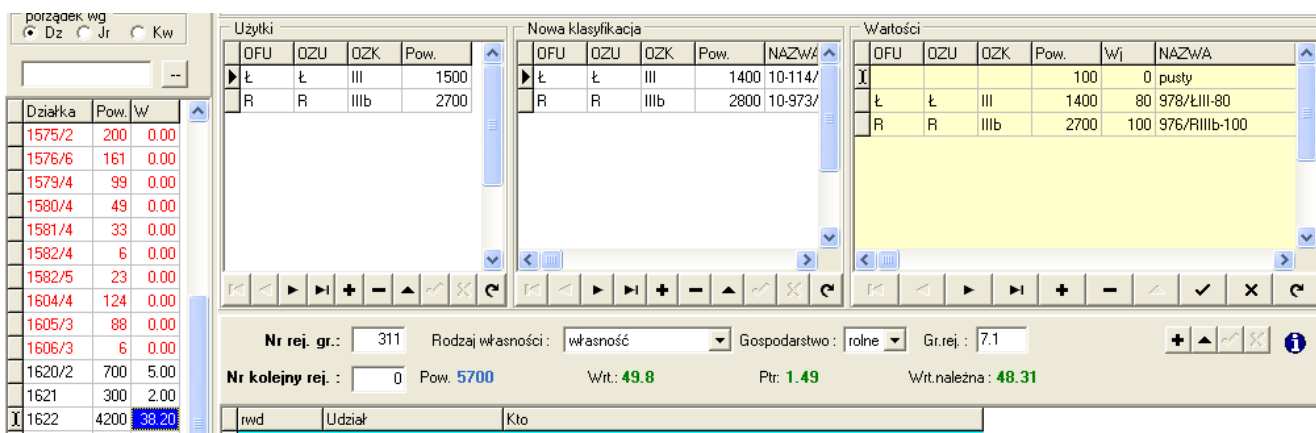 porządek wg
Dz Jr Kw
--
Działka Pow. W
1575/2 200 0.00
1576/6 161 0.00
1579/4 99 0.00
1580/4 49 0.00
1581/4 33 0.00
1582/4 6 0.00
1582/5 23 0.00
1604/4 124 0.00
1605/3 88 0.00
1606/3 6 0.00
1620/2 700 5.00
1621 300 2.00
1622 4200 38.20
Użytki
OFU OZU OZK Pow.
Ł Ł III 1500
R R IIIb 2700
Nowa klasyfikacja
OFU OZU OZK Pow. NAZWA
Ł Ł III 1400 10-114/
R R IIIb 2800 10-973/
Wartości
OFU OZU OZK Pow. Wj NAZWA
100 0 pusty
Ł Ł III 1400 80 978/ŁIII-80
R R IIIb 2700 100 976/RIIIb-100
Nr rej. gr.: 311 Rodzaj własności : własność Gospodarstwo : rolne Gr.rej. : 7.1
Nr kolejny rej. : 0 Pow. 5700 Wrt.: 49.8 Ptr: 1.49 Wrt.należna : 48.31
rwd Udział Kto